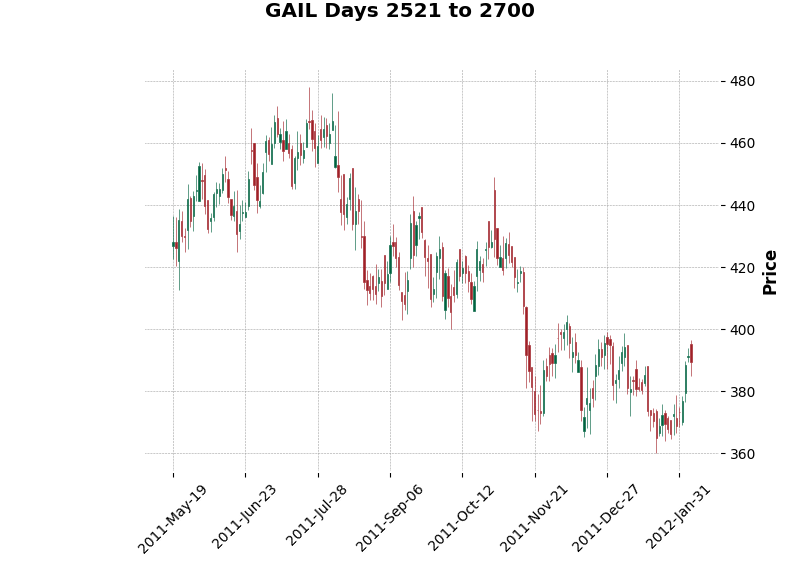 GAIL Days 2521 to 2700
480
460
440
420
400
380
360
Price
2011-May-19
2011-Jun-23
2011-Jul-28
2011-Sep-06
2011-Oct-12
2011-Nov-21
2011-Dec-27
2012-Jan-31